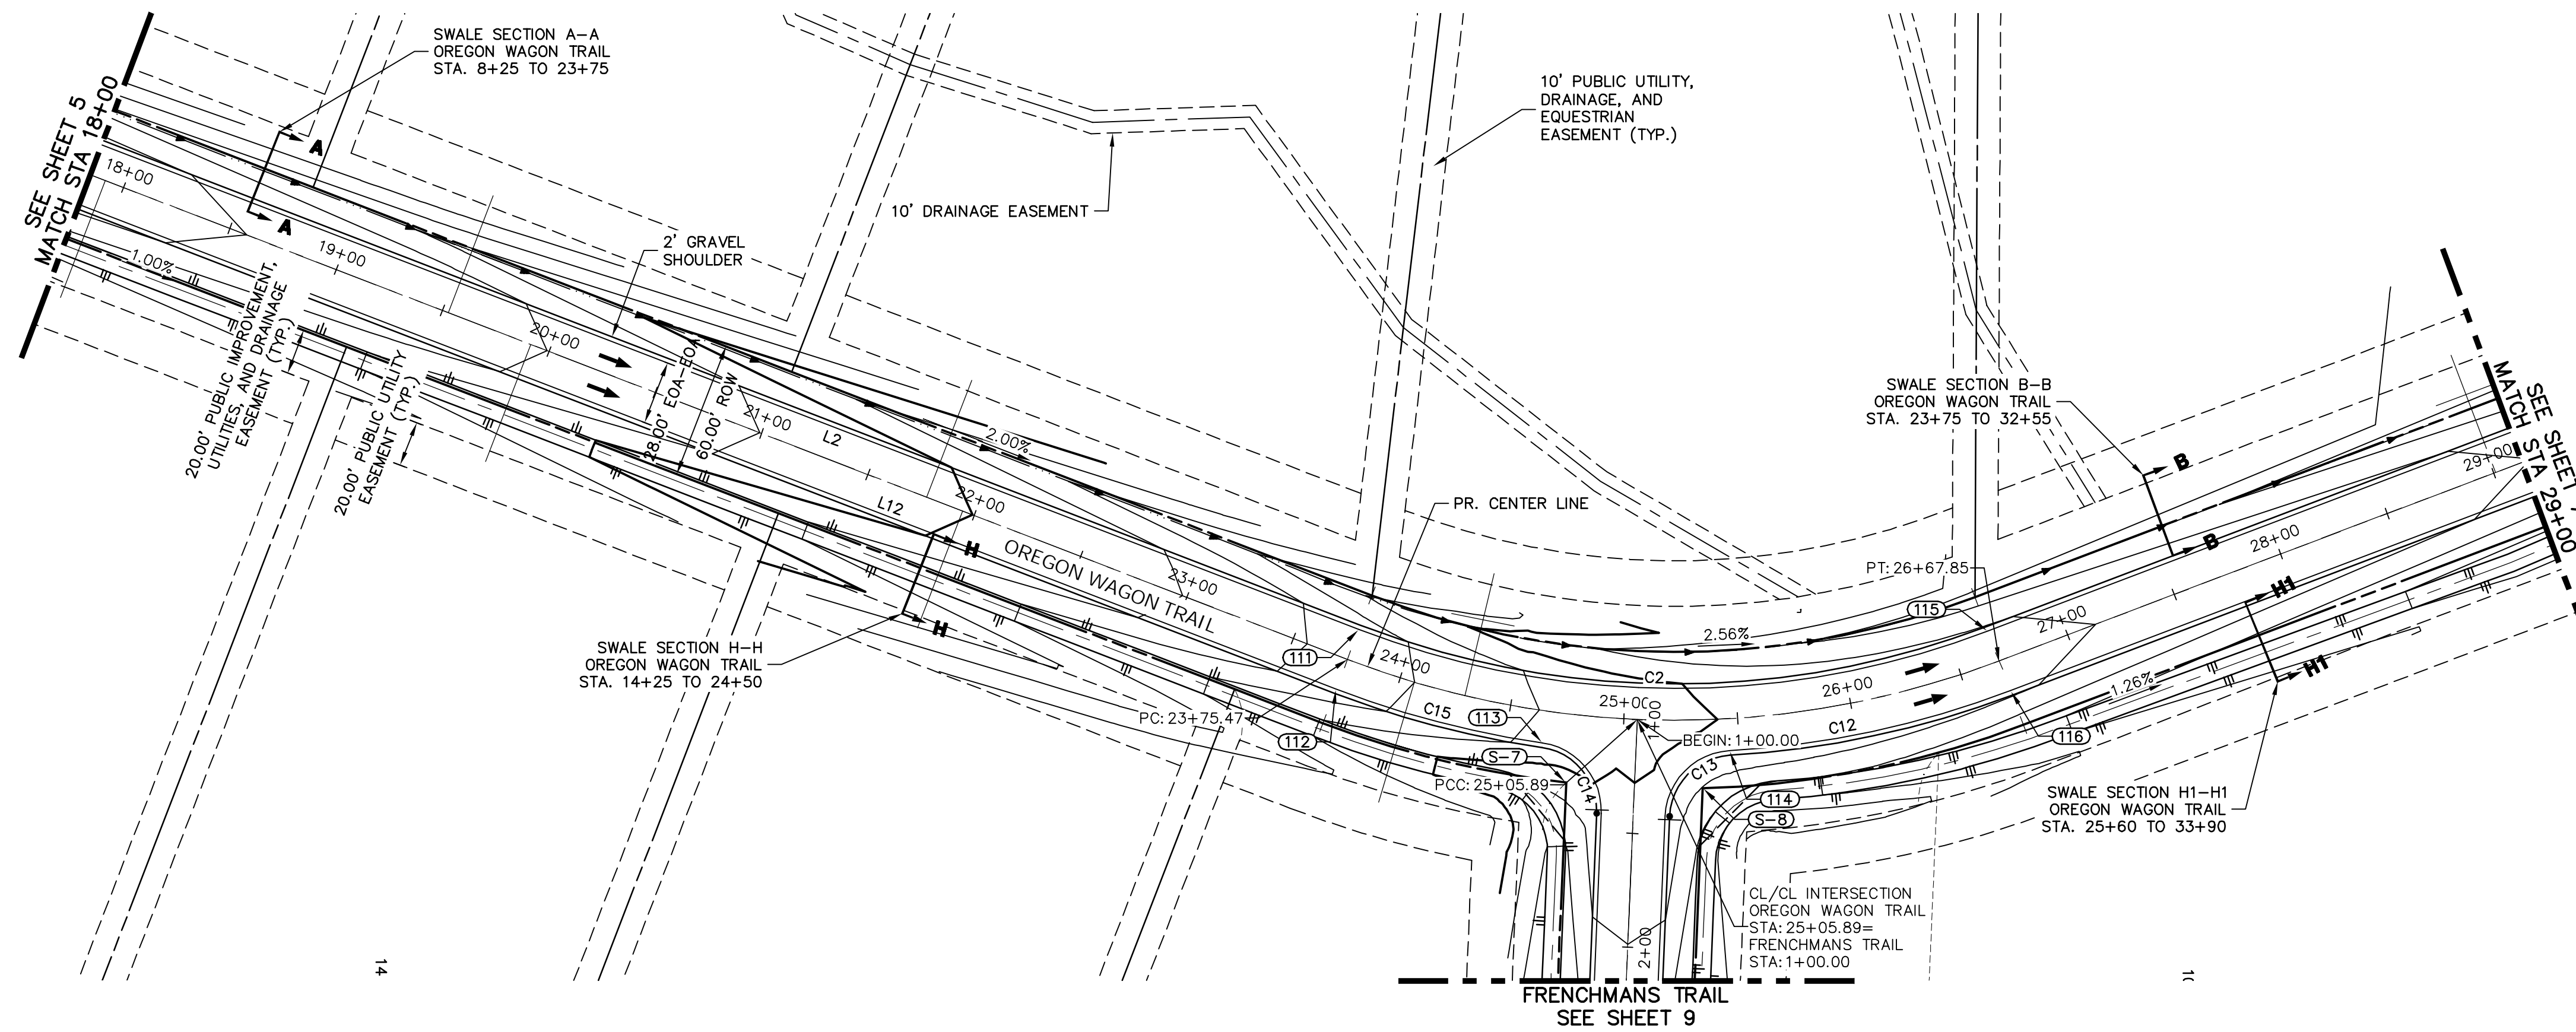 SEE SHEET 5
MATCH STA 18+00
SWALE SECTION A-A
OREGON WAGON TRAIL
STA. 8+25 TO 23+75
A
A
18+00
1.00%
19+00
20.00' PUBLIC IMPROVEMENT,
UTILITIES, AND DRAINAGE
EASEMENT (TYP.)
20.00' PUBLIC UTILITY
EASEMENT (TYP.)
2' GRAVEL
SHOULDER
20+00
28.00' EOA-EOA
60.00' ROW
21+00
L2
L12
22+00
2.00%
10' DRAINAGE EASEMENT
10' PUBLIC UTILITY,
DRAINAGE, AND
EQUESTRIAN
EASEMENT (TYP.)
PR. CENTER LINE
OREGON WAGON TRAIL
23+00
H
H
SWALE SECTION H-H
OREGON WAGON TRAIL
STA. 14+25 TO 24+50
111
24+00
PC: 23+75.47
112
C15
113
S-7
PCC: 25+05.89
C14
25+00
1+00
BEGIN: 1+00.00
C2
2.56%
C13
C12
114
S-8
26+00
115
PT: 26+67.85
116
1.26%
27+00
28+00
29+00
SWALE SECTION B-B
OREGON WAGON TRAIL
STA. 23+75 TO 32+55
B
B
H1
H1
SWALE SECTION H1-H1
OREGON WAGON TRAIL
STA. 25+60 TO 33+90
SEE SHEET
MATCH STA 29+00
CL/CL INTERSECTION
OREGON WAGON TRAIL
STA: 25+05.89=
FRENCHMANS TRAIL
STA: 1+00.00
2+00
14
FRENCHMANS TRAIL
SEE SHEET 9